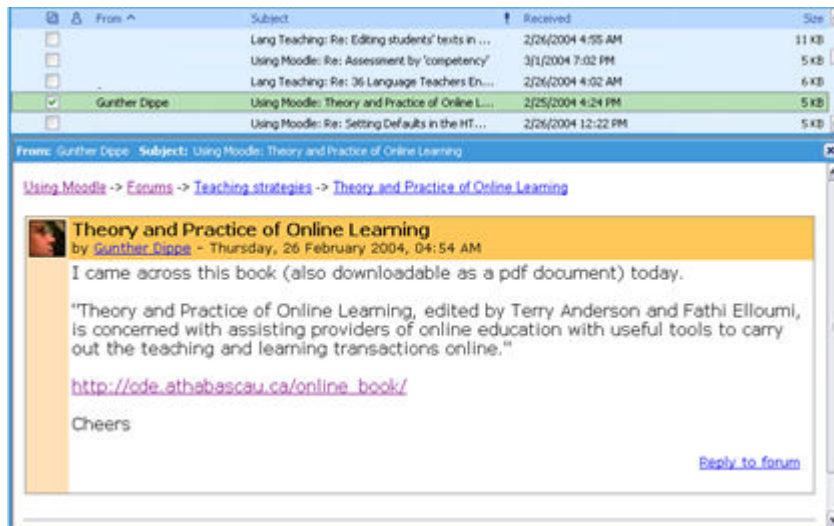 From Subject Received Size
Lang Teaching: Re: Editing students' texts in ... 2/26/2004 4:55 AM 11 KB
Using Moodle: Re: Assessment by 'competency' 3/1/2004 7:02 PM 5 KB
Lang Teaching: Re: 36 Language Teachers En... 2/26/2004 4:02 AM 6 KB
Gunther Dippe Using Moodle: Theory and Practice of Online L... 2/25/2004 4:24 PM 5 KB
Using Moodle: Re: Setting Defaults in the HT... 2/26/2004 12:22 PM 5 KB
From: Gunther Dippe Subject: Using Moodle: Theory and Practice of Online Learning
Using Moodle -> Forums -> Teaching strategies -> Theory and Practice of Online Learning
Theory and Practice of Online Learning
by Gunther Dippe - Thursday, 26 February 2004, 04:54 AM
I came across this book (also downloadable as a pdf document) today.
"Theory and Practice of Online Learning, edited by Terry Anderson and Fathi Elloumi,
is concerned with assisting providers of online education with useful tools to carry
out the teaching and learning transactions online."
http://cde.athabascau.ca/online_book/
Cheers
Reply to forum